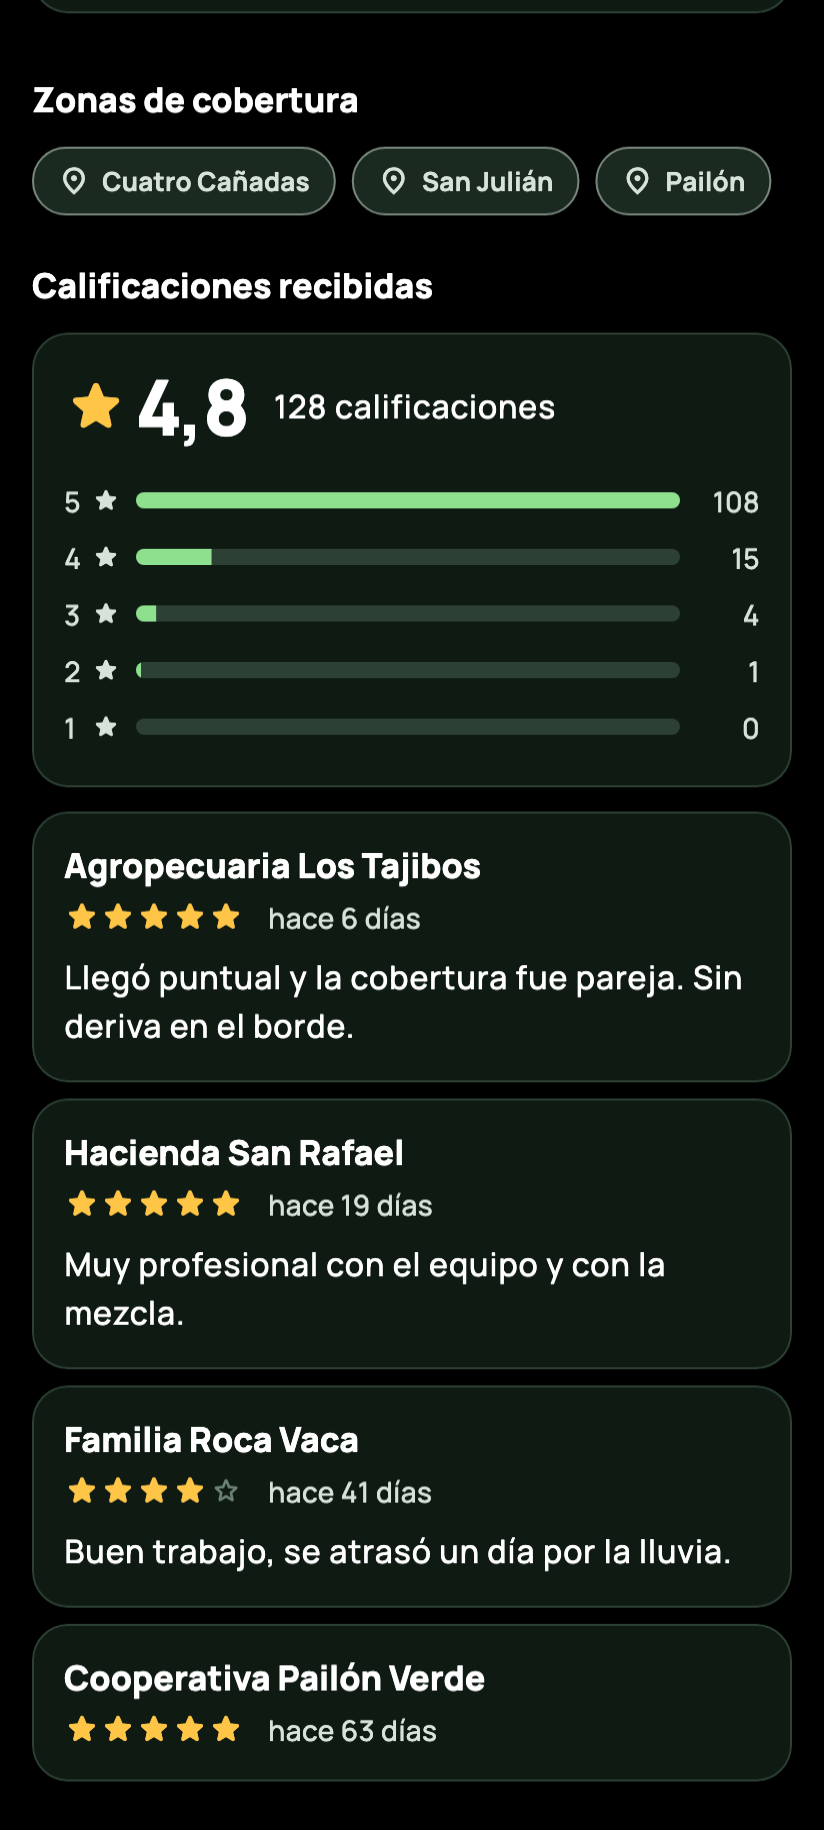 Zonas de cobertura
Cuatro Cañadas San Julián Pailón
Calificaciones recibidas
4,8 128 calificaciones
5 108
4 15
3 4
2 1
1 0
Agropecuaria Los Tajibos
hace 6 días
Llegó puntual y la cobertura fue pareja. Sin
deriva en el borde.
Hacienda San Rafael
hace 19 días
Muy profesional con el equipo y con la
mezcla.
Familia Roca Vaca
hace 41 días
Buen trabajo, se atrasó un día por la lluvia.
Cooperativa Pailón Verde
hace 63 días